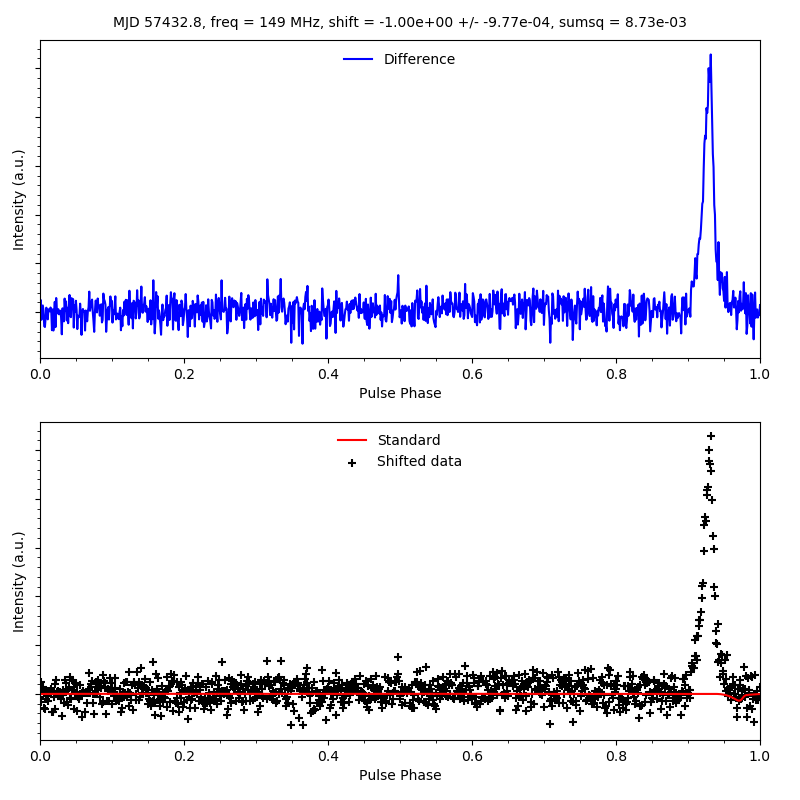 MJD 57432.8, freq = 149 MHz, shift = -1.00e+00 +/- -9.77e-04, sumsq = 8.73e-03
Difference
Intensity (a.u.)
0.0 0.2 0.4 0.6 0.8 1.0
Pulse Phase
Standard
Shifted data
Intensity (a.u.)
0.0 0.2 0.4 0.6 0.8 1.0
Pulse Phase